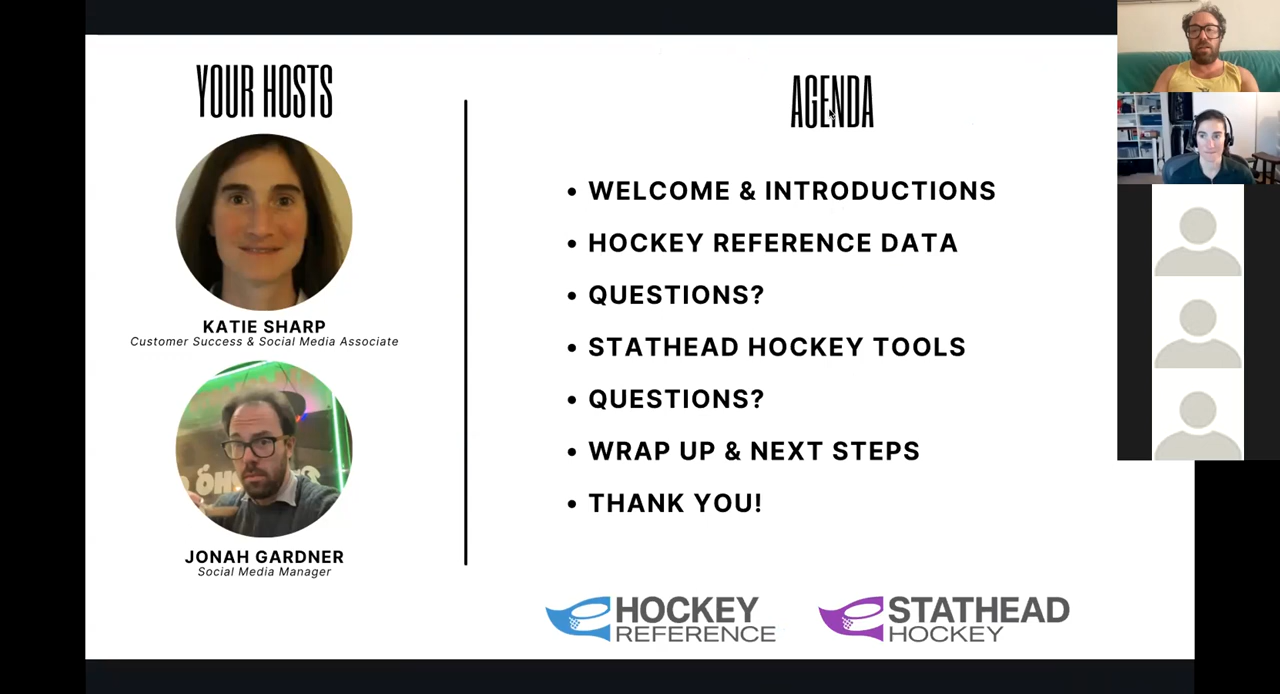 YOUR HOSTS
KATIE SHARP
Customer Success & Social Media Associate
JONAH GARDNER
Social Media Manager
AGENDA
• WELCOME & INTRODUCTIONS
• HOCKEY REFERENCE DATA
• QUESTIONS?
• STATHEAD HOCKEY TOOLS
• QUESTIONS?
• WRAP UP & NEXT STEPS
• THANK YOU!
HOCKEY
REFERENCE
STATHEAD
HOCKEY